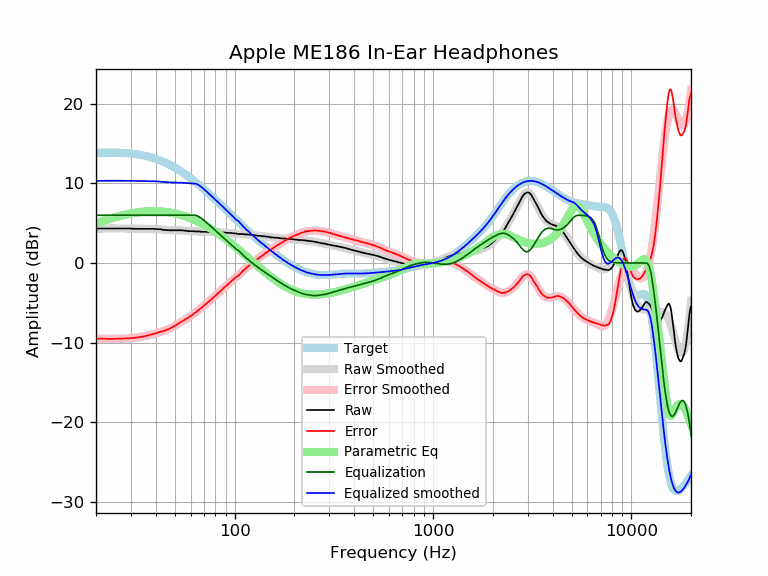 Apple ME186 In-Ear Headphones
Amplitude (dBr)
20
10
0
−10
−20
−30
Target
Raw Smoothed
Error Smoothed
Raw
Error
Parametric Eq
Equalization
Equalized smoothed
100
1000
10000
Frequency (Hz)